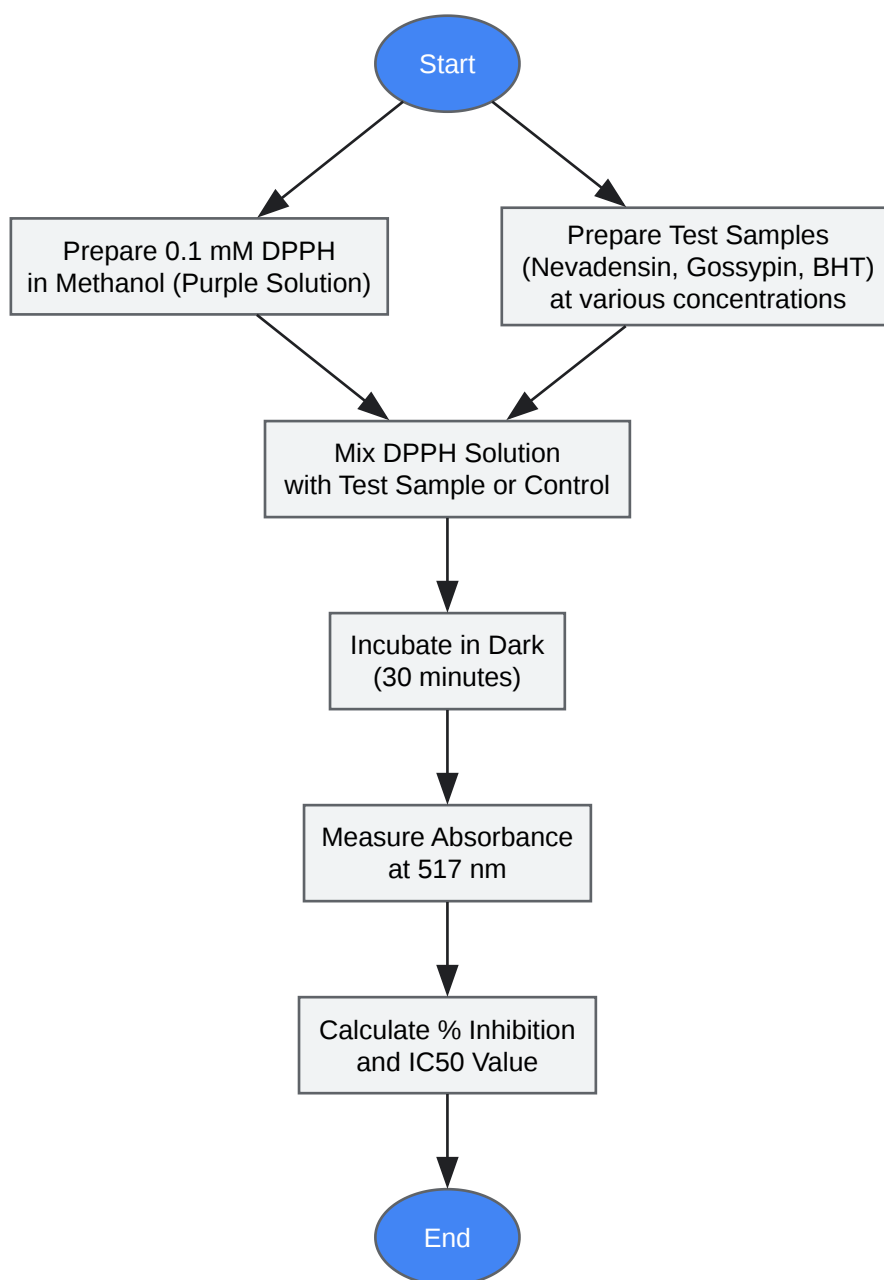 Start
Prepare 0.1 mM DPPH
in Methanol (Purple Solution)
Prepare Test Samples
(Nevadensin, Gossypin, BHT)
at various concentrations
Mix DPPH Solution
with Test Sample or Control
Incubate in Dark
(30 minutes)
Measure Absorbance
at 517 nm
Calculate % Inhibition
and IC50 Value
End